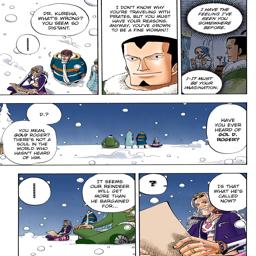 I HAVE THE
FEELING I'VE
SEEN YOU
SOMEWHERE
BEFORE.
I-IT MUST
BE YOUR
IMAGINATION.
I DON'T KNOW WHY
YOU'RE TRAVELING WITH
PIRATES, BUT YOU
MUST HAVE YOUR
REASONS.
ANYWAY, YOU'VE
GROWN TO BE A
FINE WOMAN!!
DR. KUREHA,
WHAT'S WRONG?
YOU SEEM SO
DISTANT.
HAVE
YOU EVER
HEARD OF
GOL D.
ROGER?
D.?
YOU MEAN,
GOLD ROGER?
THERE'S NOT
A SOUL IN
THE WORLD
WHO HASN'T
HEARD OF
HIM.
IS THAT
WHAT HE'S
CALLED
NOW?
?
IT SEEMS
OUR REINDEER
WILL GET
MORE THAN
HE
BARGAINED
FOR...